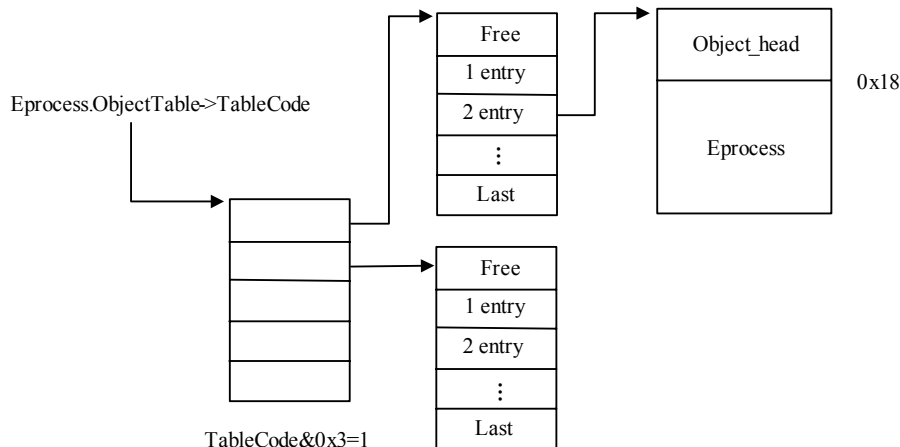 Eprocess.ObjectTable->TableCode
TableCode&0x3=1
Free
1 entry
2 entry
⋮
Last
Free
1 entry
2 entry
⋮
Last
Object_head
Eprocess
0x18